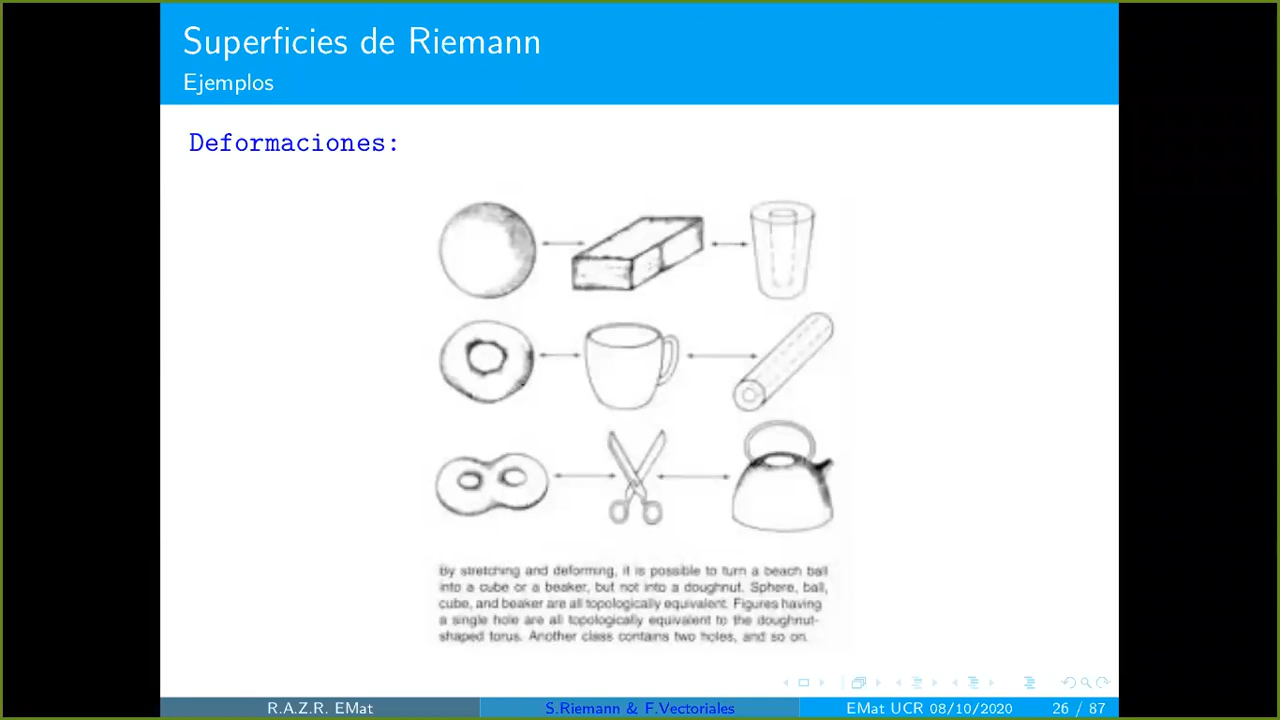 Superficies de Riemann
Ejemplos
Deformaciones:
By stretching and deforming, it is possible to turn a beach ball
into a cube or a beaker, but not into a doughnut. Sphere, ball,
cube, and beaker are all topologically equivalent. Figures having
a single hole are all topologically equivalent to the doughnut-
shaped torus. Another class contains two holes, and so on.
R.A.Z.R. EMat
S.Riemann & F.Vectoriales
EMat UCR 08/10/2020
26 / 87